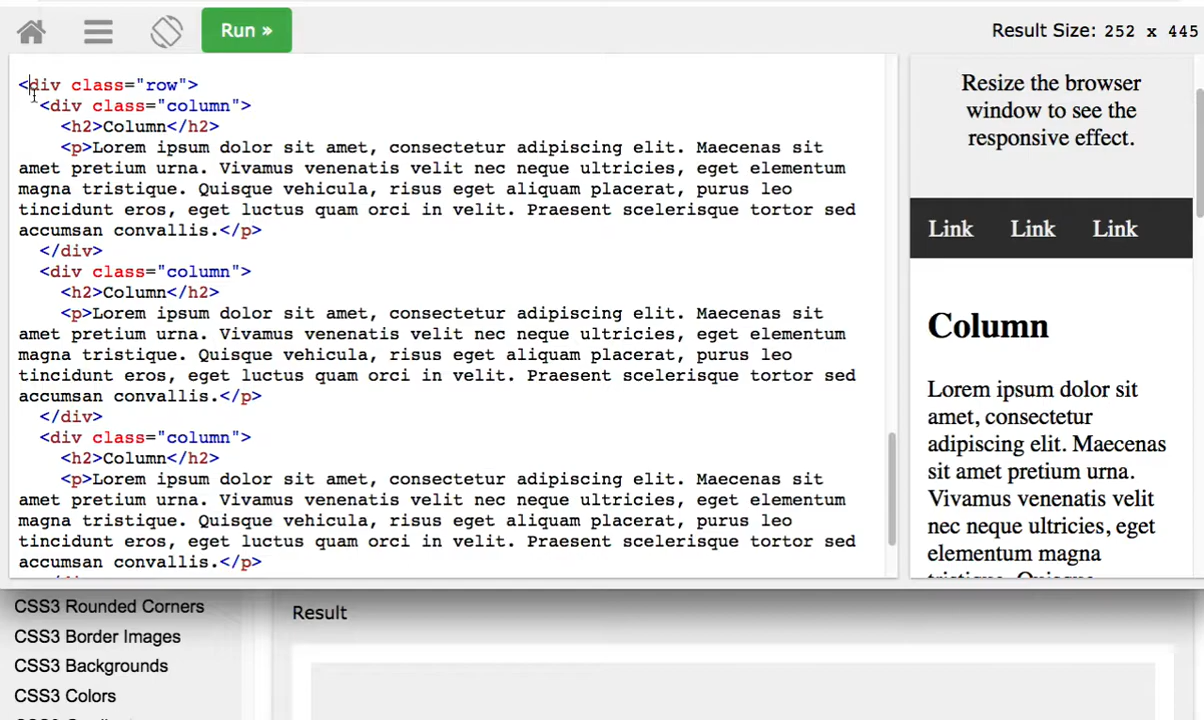 Run »
Result Size: 252 x 445
<div class="row">
<div class="column">
<h2>Column</h2>
<p>Lorem ipsum dolor sit amet, consectetur adipiscing elit. Maecenas sit
amet pretium urna. Vivamus venenatis velit nec neque ultricies, eget elementum
magna tristique. Quisque vehicula, risus eget aliquam placerat, purus leo
tincidunt eros, eget luctus quam orci in velit. Praesent scelerisque tortor sed
accumsan convallis.</p>
</div>
<div class="column">
<h2>Column</h2>
<p>Lorem ipsum dolor sit amet, consectetur adipiscing elit. Maecenas sit
amet pretium urna. Vivamus venenatis velit nec neque ultricies, eget elementum
magna tristique. Quisque vehicula, risus eget aliquam placerat, purus leo
tincidunt eros, eget luctus quam orci in velit. Praesent scelerisque tortor sed
accumsan convallis.</p>
</div>
<div class="column">
<h2>Column</h2>
<p>Lorem ipsum dolor sit amet, consectetur adipiscing elit. Maecenas sit
amet pretium urna. Vivamus venenatis velit nec neque ultricies, eget elementum
magna tristique. Quisque vehicula, risus eget aliquam placerat, purus leo
tincidunt eros, eget luctus quam orci in velit. Praesent scelerisque tortor sed
accumsan convallis.</p>
Resize the browser
window to see the
responsive effect.
Link Link Link
Column
Lorem ipsum dolor sit
amet, consectetur
adipiscing elit. Maecenas
sit amet pretium urna.
Vivamus venenatis velit
nec neque ultricies, eget
elementum magna
CSS3 Rounded Corners
CSS3 Border Images
CSS3 Backgrounds
CSS3 Colors
Result